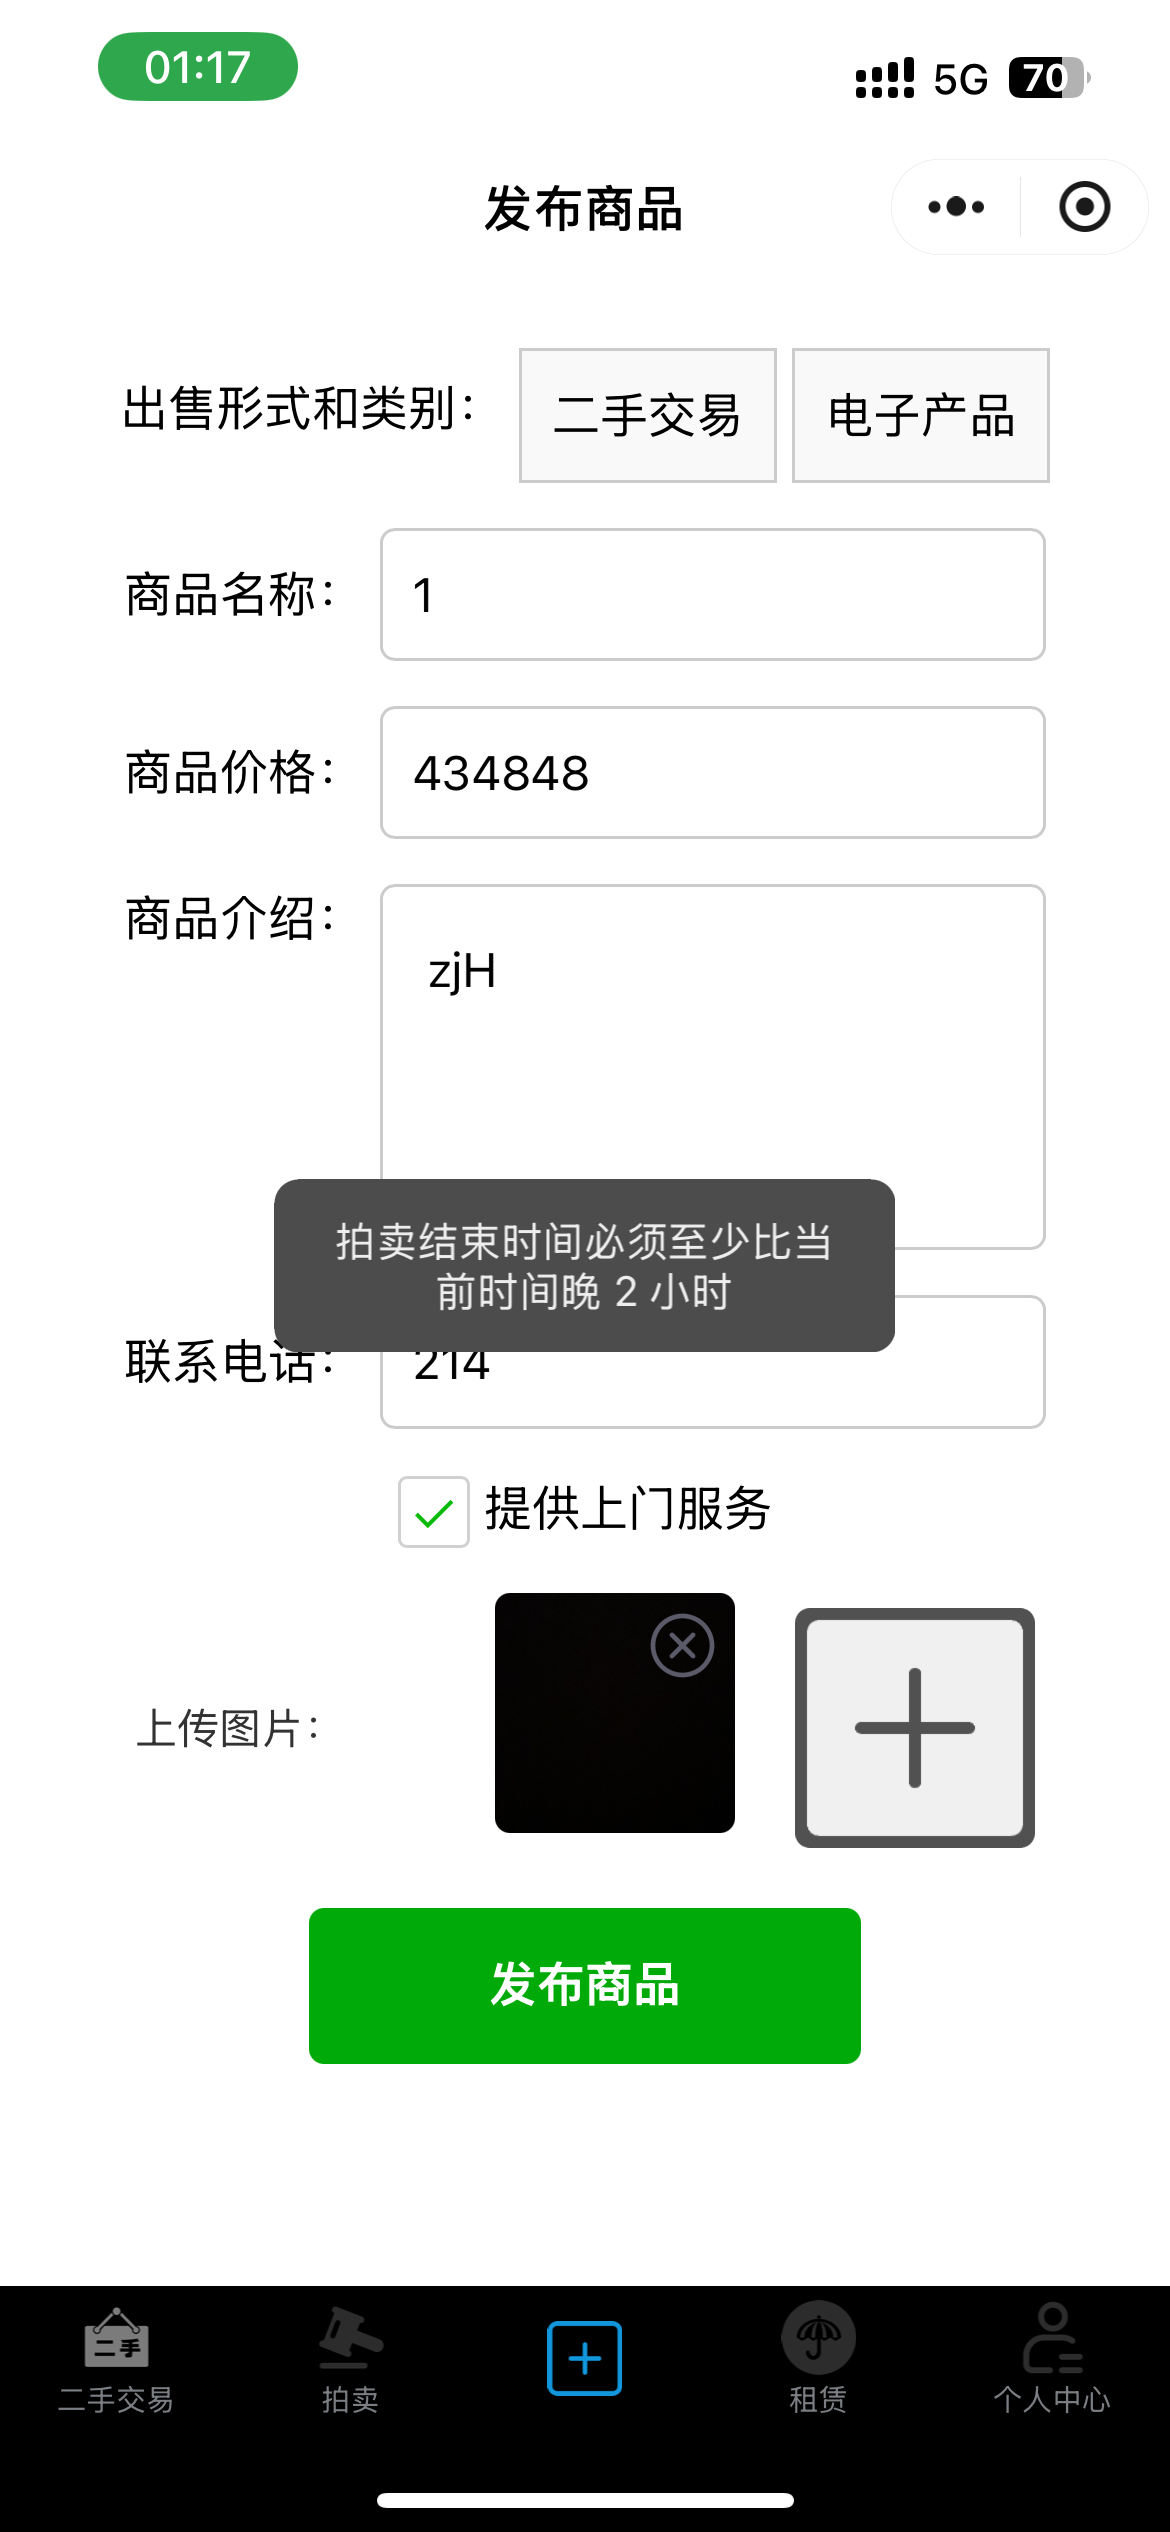 01:17
5G 70
发布商品
出售形式和类别：
二手交易
电子产品
商品名称：
1
商品价格：
434848
商品介绍：
zjH
拍卖结束时间必须至少比当
前时间晚 2 小时
联系电话：
214
提供上门服务
上传图片：
发布商品
二手
二手交易
拍卖
租赁
个人中心